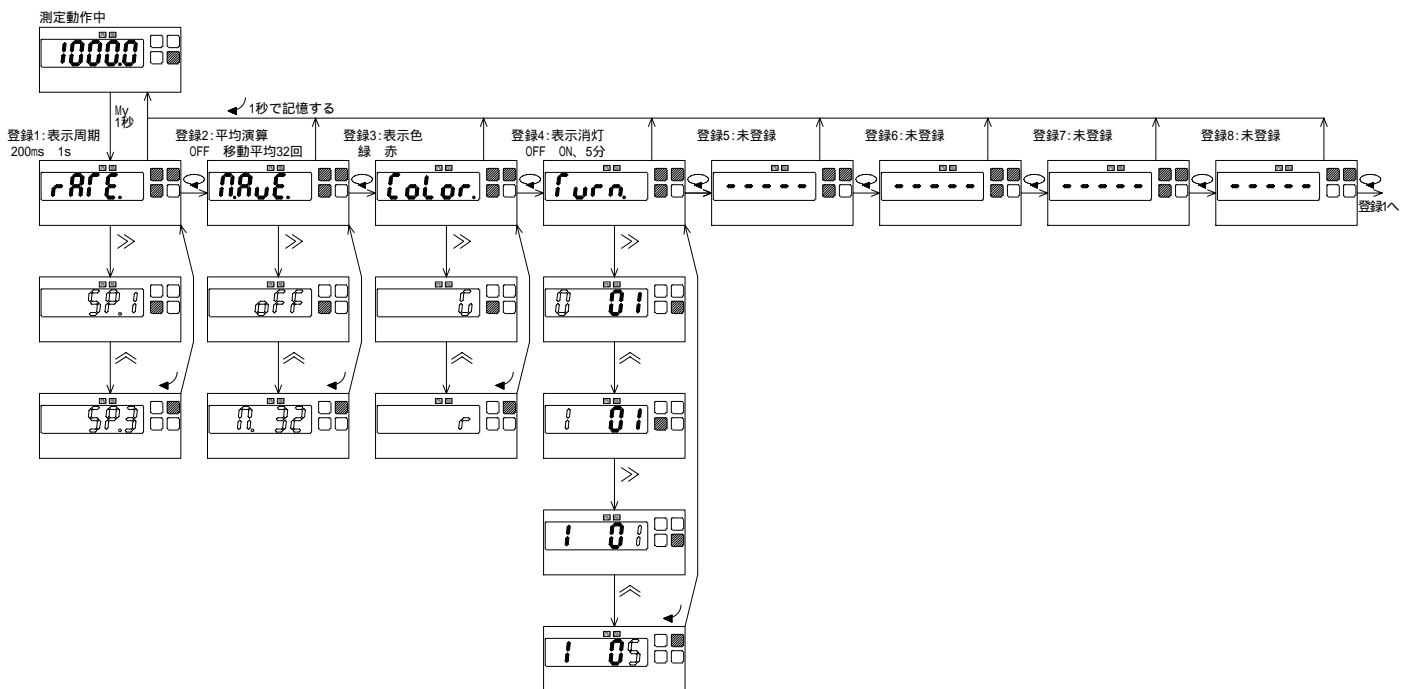 測定動作中
1000.0
My
1秒
1秒で記憶する
登録1:表示周期
200ms 1s
登録2:平均演算
OFF 移動平均32回
登録3:表示色
緑 赤
登録4:表示消灯
OFF ON、5分
登録5:未登録
登録6:未登録
登録7:未登録
登録8:未登録
rATE.
M.AvE.
CoLor.
Turn.
- - - - -
- - - - -
- - - - -
- - - - -
登録1へ
SP.1
oFF
G
0 01
SP.3
M. 32
r
1 01
1 01
1 05